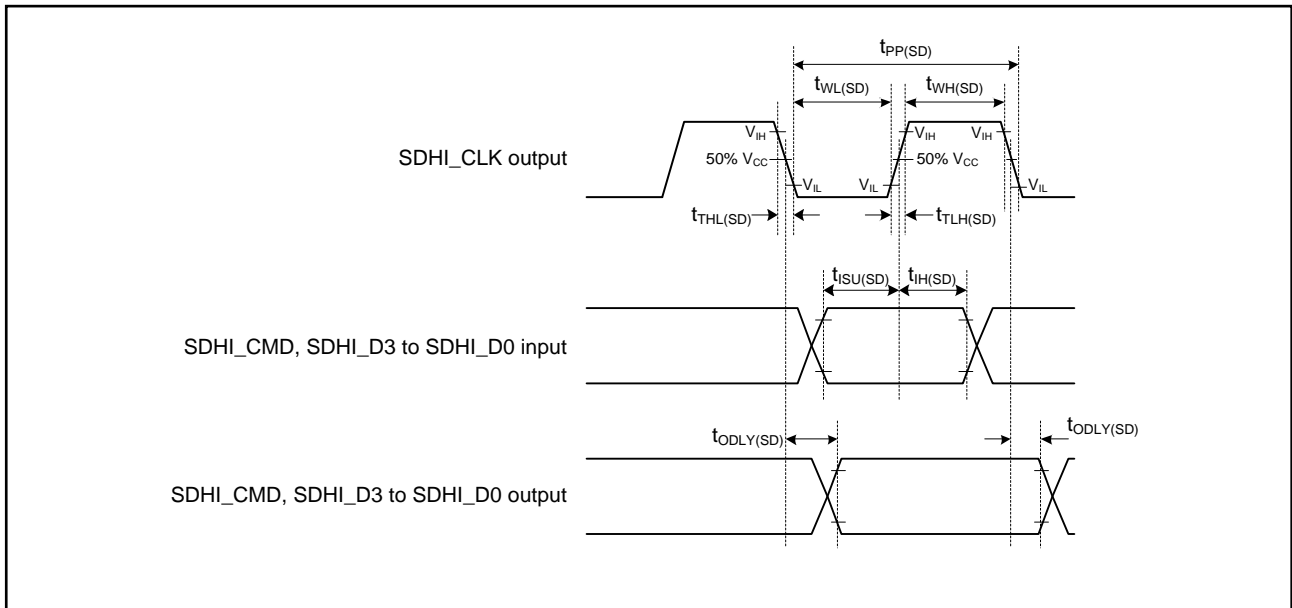 tPP(SD)
tWL(SD) tWH(SD)
VIH VIH VIH
SDHI_CLK output 50% VCC 50% VCC
VIL VIL VIL
tTHL(SD) tTLH(SD)
tISU(SD) tIH(SD)
SDHI_CMD, SDHI_D3 to SDHI_D0 input
tODLY(SD) tODLY(SD)
SDHI_CMD, SDHI_D3 to SDHI_D0 output